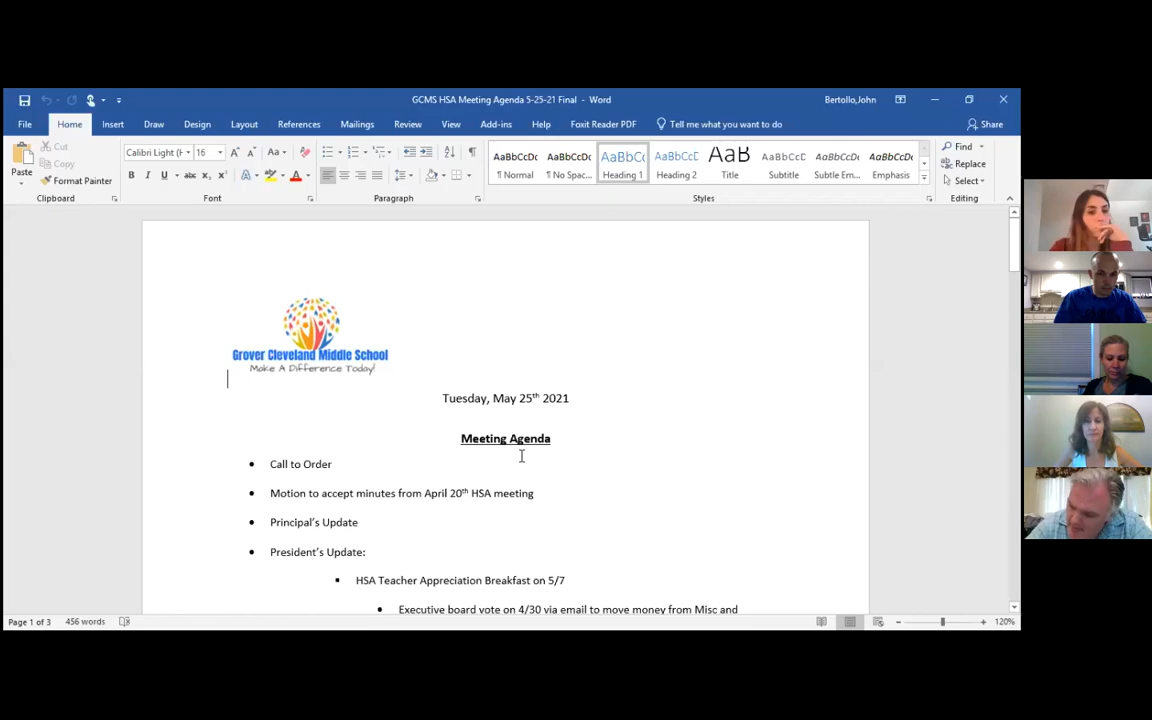 GCMS HSA Meeting Agenda 5-25-21 Final - Word
Bertollo,John
File Home Insert Draw Design Layout References Mailings Review View Add-ins Help Foxit Reader PDF Tell me what you want to do Share
Paste
Cut
Copy
Format Painter
Clipboard
Calibri Light (H 16
Font
Paragraph
AaBbCcDc AaBbCcDc AaBbC AaBbCcD AaB AaBbCcD AaBbCcDc AaBbCcDc
¶ Normal ¶ No Spac... Heading 1 Heading 2 Title Subtitle Subtle Em... Emphasis
Styles
Find
Replace
Select
Editing
Grover Cleveland Middle School
Make A Difference Today!
Tuesday, May 25th 2021
Meeting Agenda
• Call to Order
• Motion to accept minutes from April 20th HSA meeting
• Principal's Update
• President's Update:
▪ HSA Teacher Appreciation Breakfast on 5/7
• Executive board vote on 4/30 via email to move money from Misc and
Page 1 of 3 456 words 120%